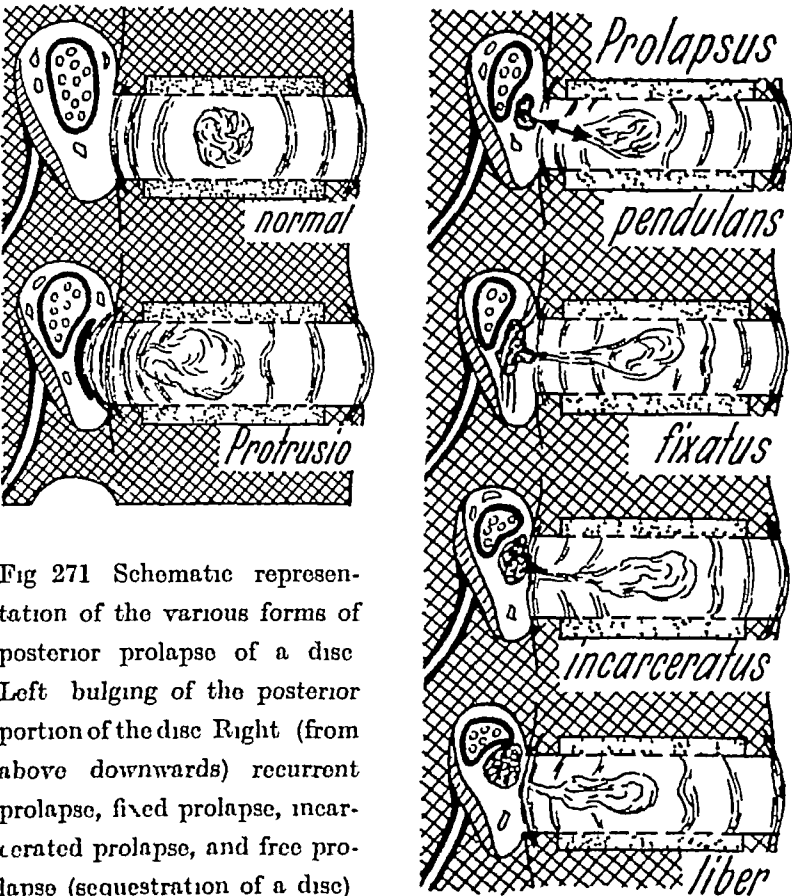 normal
Protrusio
Fig 271 Schematic represen-
tation of the various forms of
posterior prolapse of a disc
Left bulging of the posterior
portion of the disc Right (from
above downwards) recurrent
prolapse, fixed prolapse, incar-
cerated prolapse, and free pro-
lapse (sequestration of a disc)
Prolapsus
pendulans
fixatus
incarceratus
liber